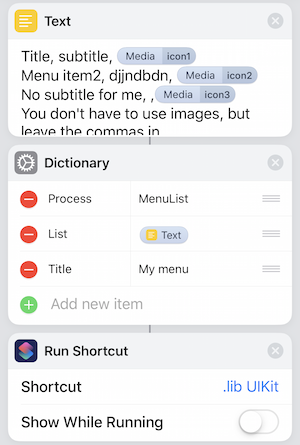 Text
Title, subtitle, Media icon1
Menu item2, djjndbdn, Media icon2
No subtitle for me, , Media icon3
You don't have to use images, but
leave the commas in
Dictionary
Process MenuList
List Text
Title My menu
Add new item
Run Shortcut
Shortcut .lib UIKit
Show While Running